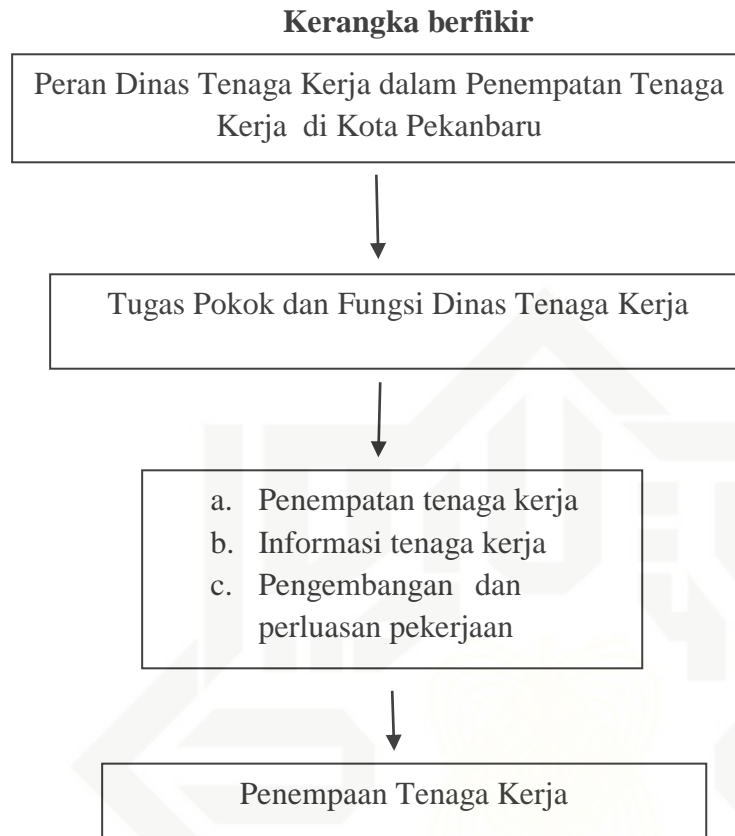 Kerangka berfikir
Peran Dinas Tenaga Kerja dalam Penempatan Tenaga
Kerja di Kota Pekanbaru
Tugas Pokok dan Fungsi Dinas Tenaga Kerja
a. Penempatan tenaga kerja
b. Informasi tenaga kerja
c. Pengembangan dan
perluasan pekerjaan
Penempaan Tenaga Kerja